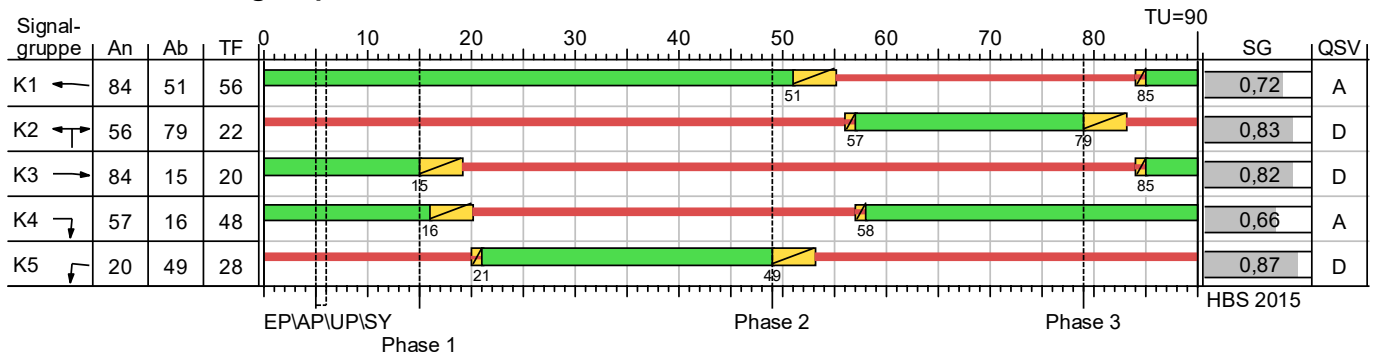 TU=90
Signal-
gruppe An Ab TF 0 10 20 30 40 50 60 70 80 SG QSV
K1 84 51 56 51 85 0,72 A
K2 56 79 22 57 79 0,83 D
K3 84 15 20 15 85 0,82 D
K4 57 16 48 16 58 0,66 A
K5 20 49 28 21 49 0,87 D
HBS 2015
EP\AP\UP\SY Phase 2 Phase 3
Phase 1